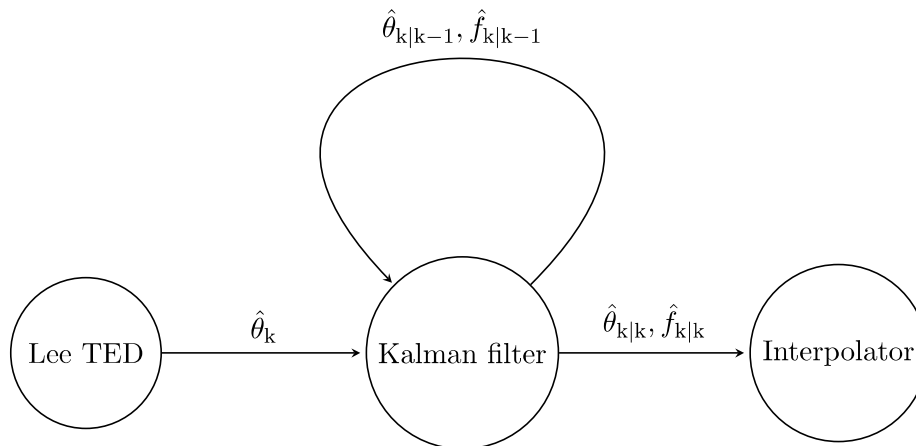 θ̂k|k−1, f̂k|k−1
θ̂k
θ̂k|k, f̂k|k
Lee TED
Kalman filter
Interpolator